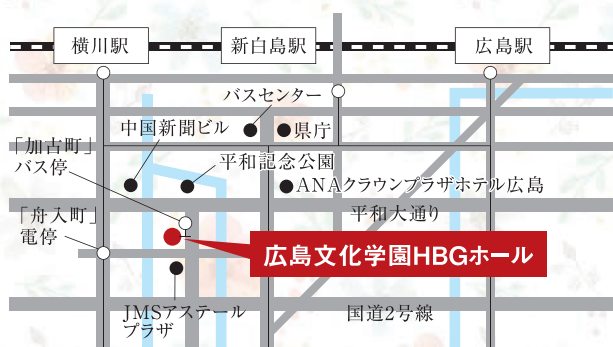 横川駅
新白島駅
広島駅
バスセンター
中国新聞ビル
県庁
「加古町」
バス停
平和記念公園
ANAクラウンプラザホテル広島
「舟入町」
電停
平和大通り
広島文化学園HBGホール
JMSアステール
プラザ
国道2号線